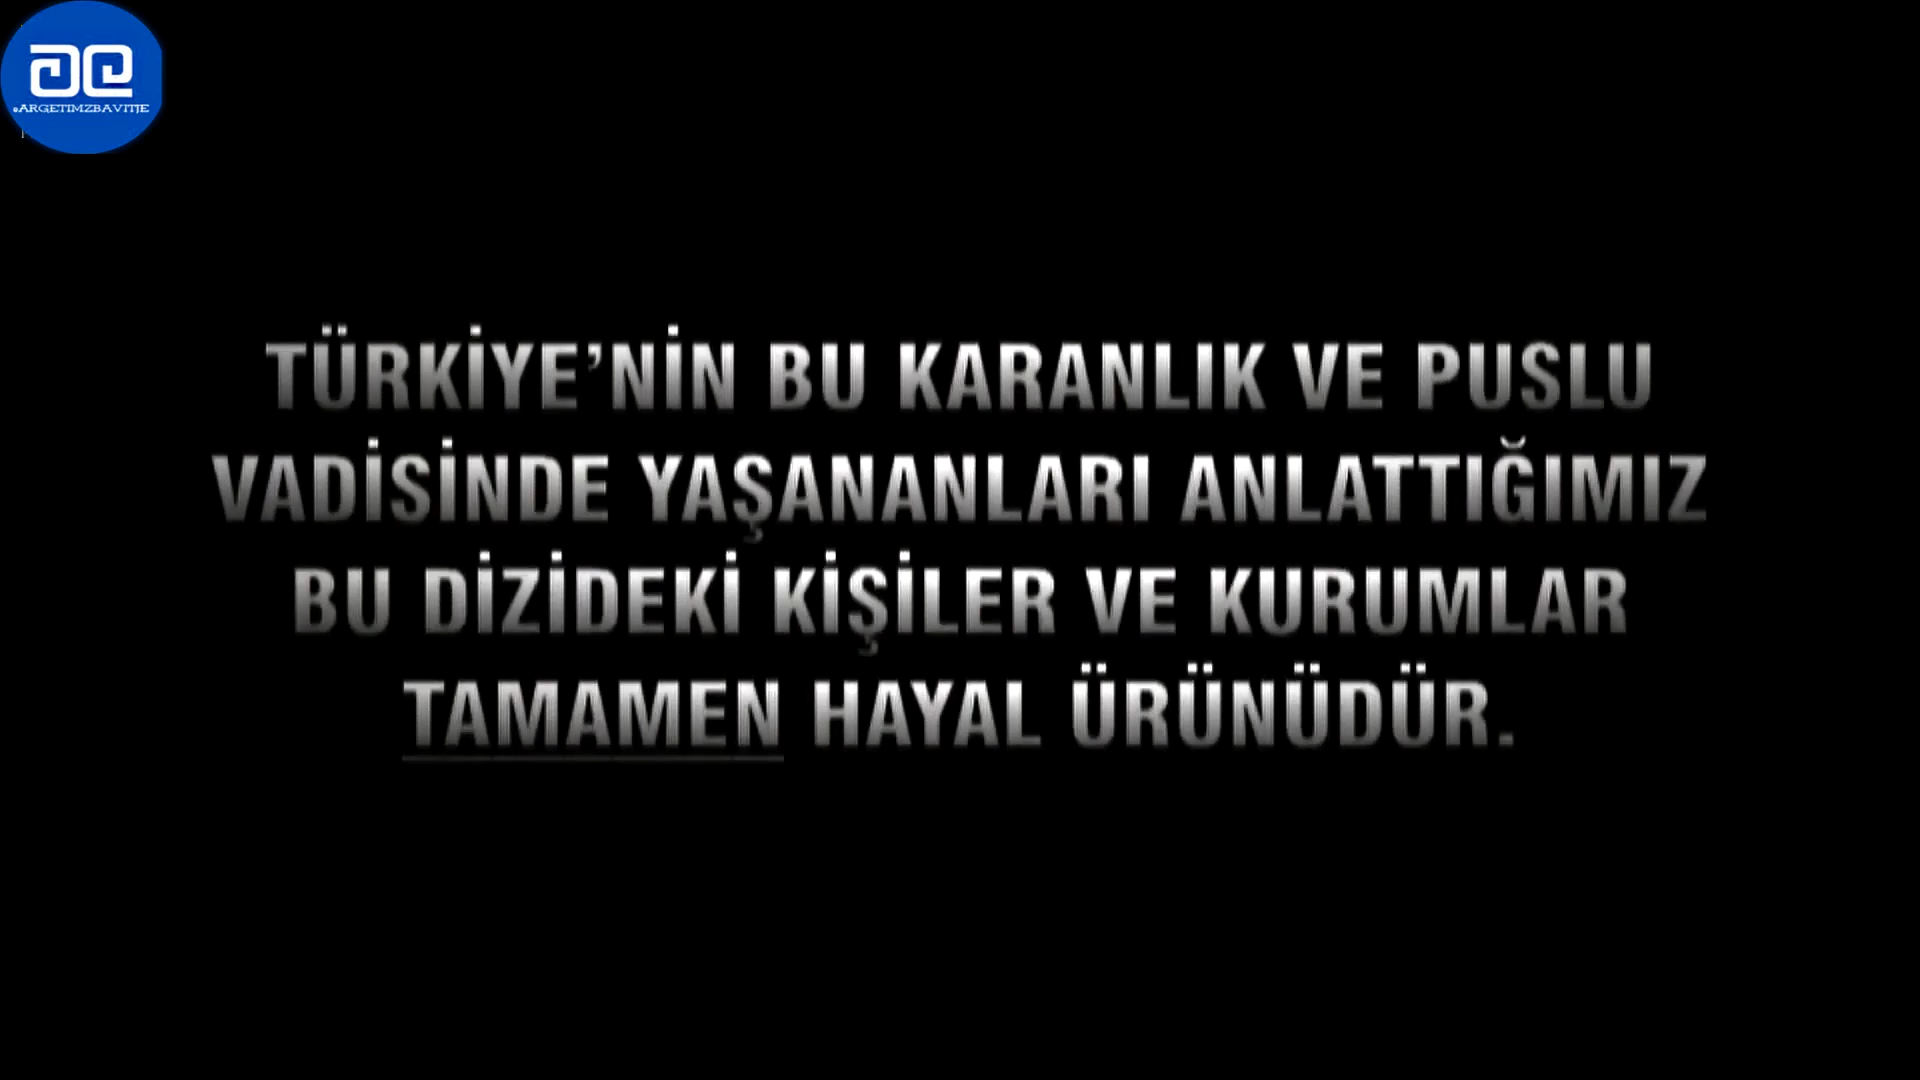 ARGETIMZBAVITJE
TÜRKİYE’NİN BU KARANLIK VE PUSLU
VADİSİNDE YAŞANANLARI ANLATTIĞIMIZ
BU DİZİDEKİ KİŞİLER VE KURUMLAR
TAMAMEN HAYAL ÜRÜNÜDÜR.